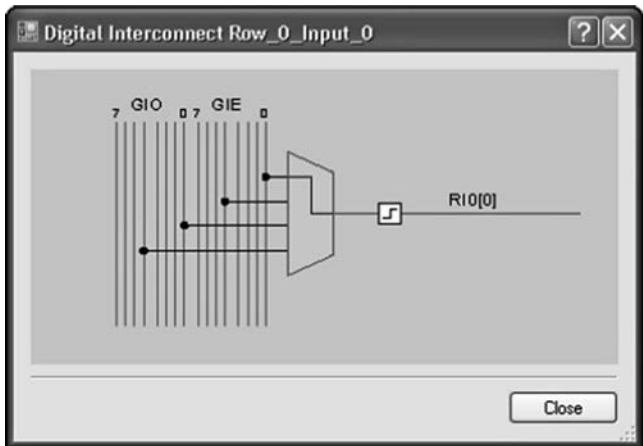 Digital Interconnect Row_0_Input_0
?
GIO GIE
7 0 7 0
RI0[0]
Close